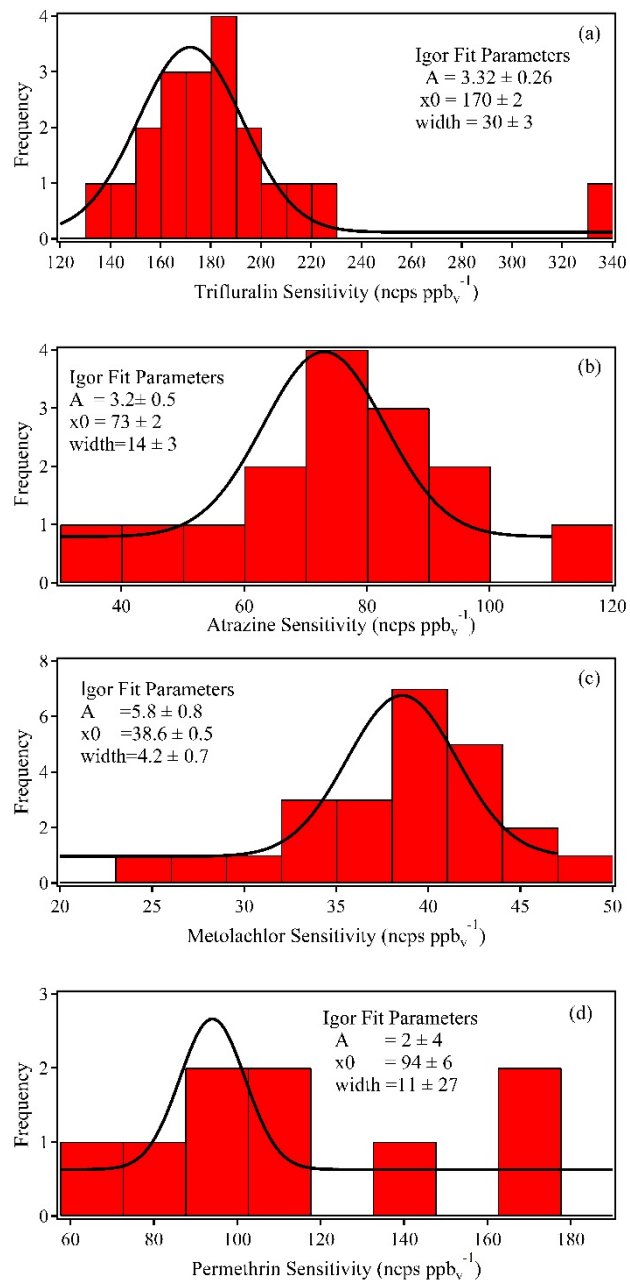 (a)
Igor Fit Parameters
A = 3.32 ± 0.26
x0 = 170 ± 2
width = 30 ± 3
Frequency
4
3
2
1
0
120 140 160 180 200 220 240 260 280 300 320 340
Trifluralin Sensitivity (ncps ppbv-1)
(b)
Igor Fit Parameters
A = 3.2± 0.5
x0 = 73 ± 2
width=14 ± 3
Frequency
4
3
2
1
0
40 60 80 100 120
Atrazine Sensitivity (ncps ppbv-1)
(c)
Igor Fit Parameters
A =5.8 ± 0.8
x0 =38.6 ± 0.5
width=4.2 ± 0.7
Frequency
8
6
4
2
0
20 25 30 35 40 45 50
Metolachlor Sensitivity (ncps ppbv-1)
(d)
Igor Fit Parameters
A = 2 ± 4
x0 = 94 ± 6
width =11 ± 27
Frequency
3
2
1
0
60 80 100 120 140 160 180
Permethrin Sensitivity (ncps ppbv-1)